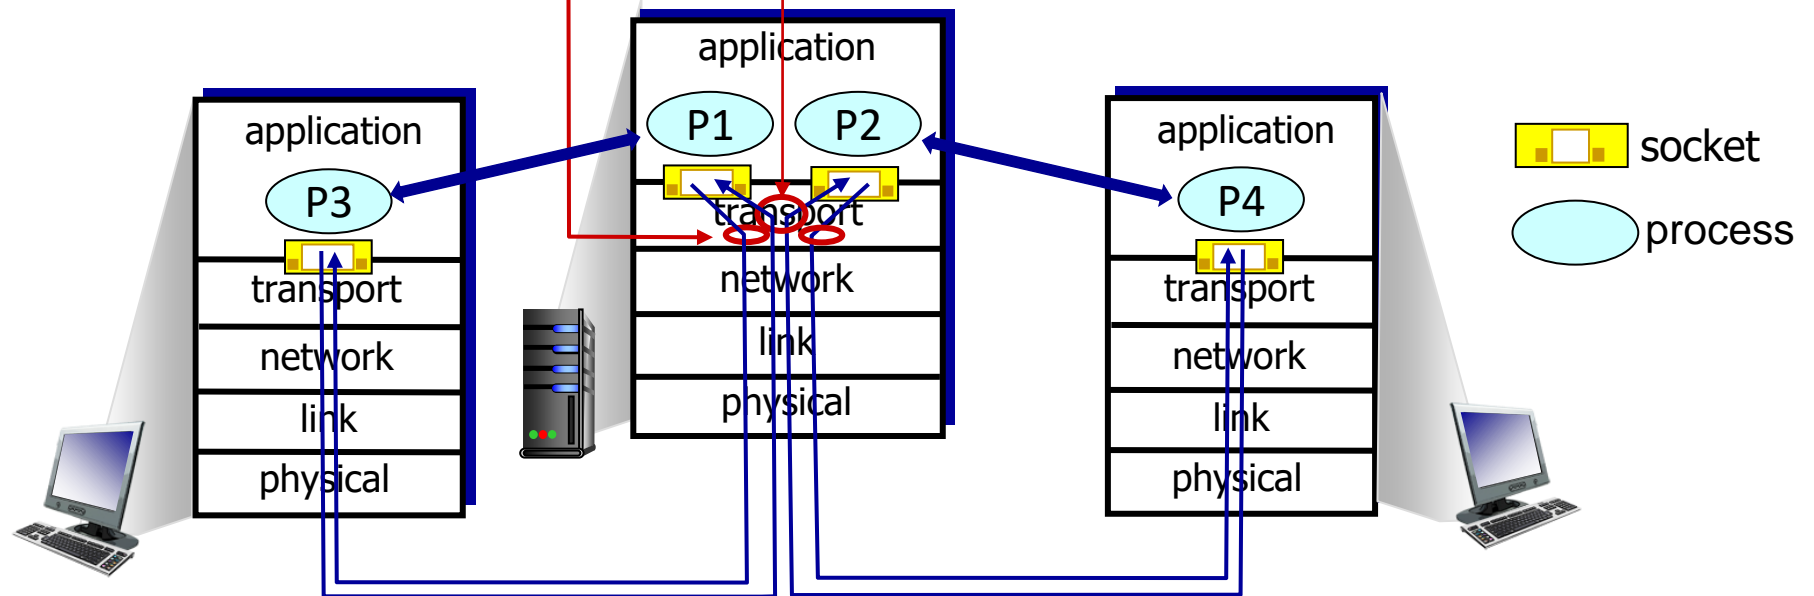 application
P1
P2
transport
network
link
physical
application
P3
transport
network
link
physical
application
P4
transport
network
link
physical
socket
process